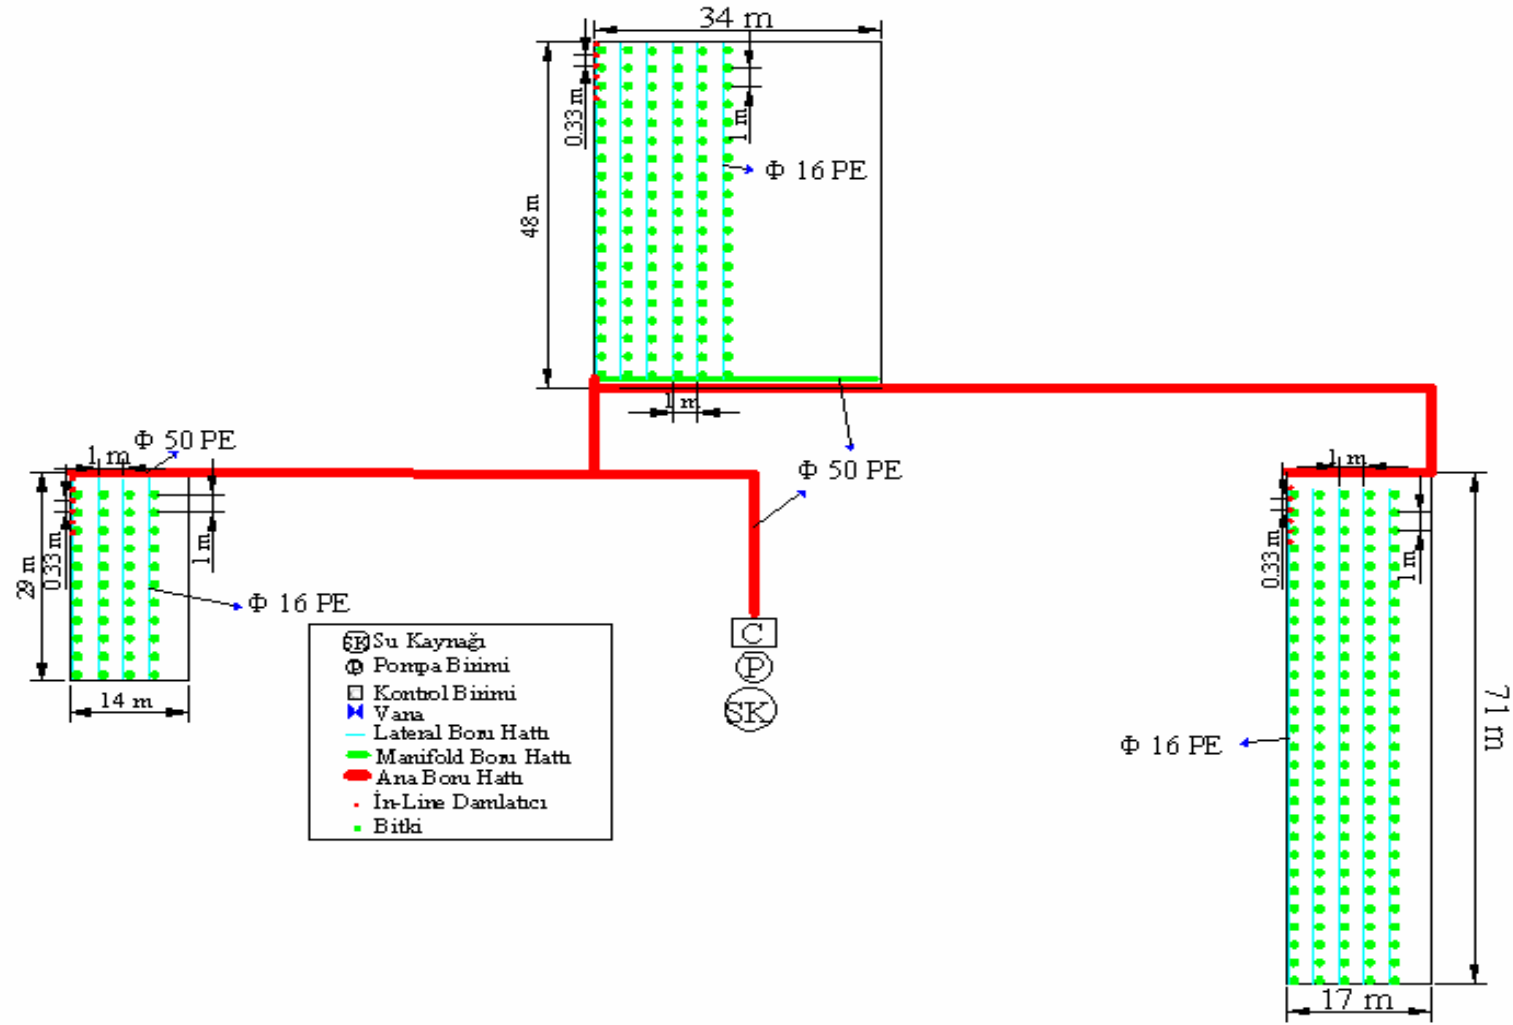 34 m
0.33 m
1 m
Φ 16 PE
48 m
1 m
Φ 50 PE
1 m
Φ 50 PE
1 m
29 m
0.33 m
1 m
Φ 16 PE
0.33 m
1 m
14 m
C
P
SK
SK Su Kaynağı
P Pompa Birimi
Kontrol Birimi
Vana
Lateral Boru Hattı
Manifold Boru Hattı
Ana Boru Hattı
İn-Line Damlatıcı
Bitki
Φ 16 PE
71 m
17 m